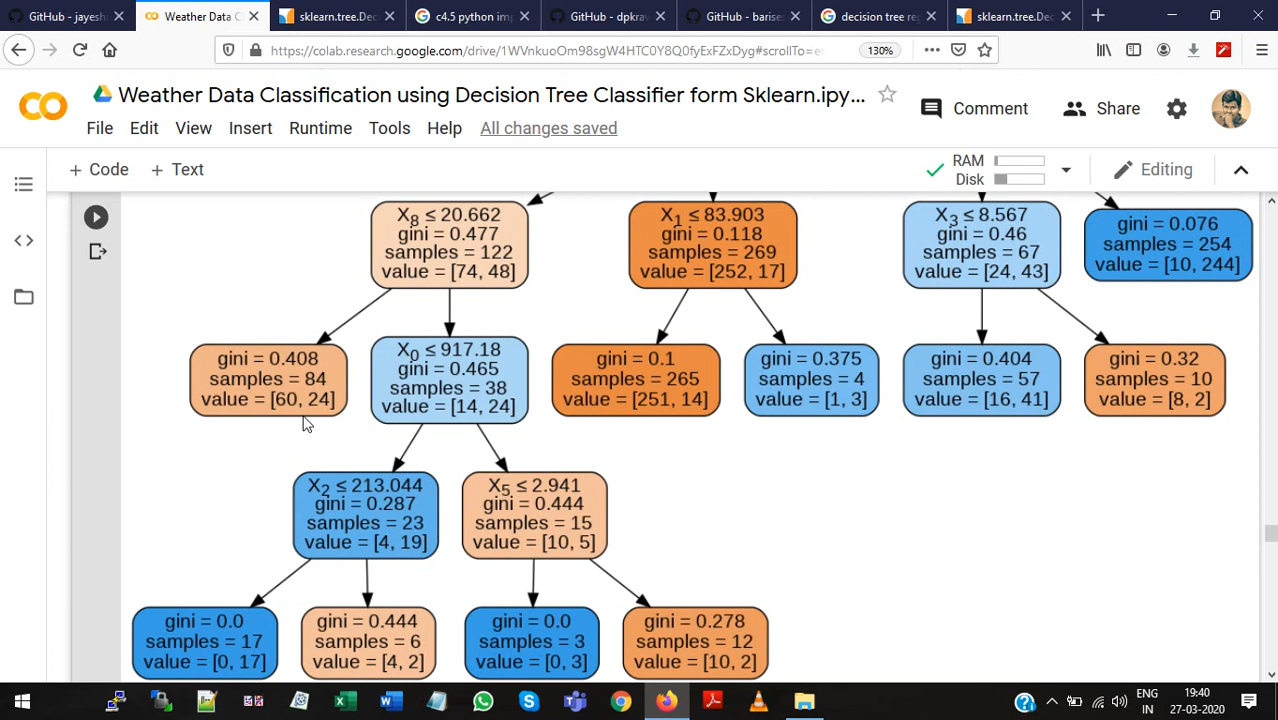 GitHub - jayesh
Weather Data C
sklearn.tree.Dec
c4.5 python imp
GitHub - dpkrav
GitHub - barise
decision tree reg
sklearn.tree.Dec
https://colab.research.google.com/drive/1WVnkuoOm98sgW4HTC0Y8Q0fyExFZxDyg#scrollTo=e
130%
CO
Weather Data Classification using Decision Tree Classifier form Sklearn.ipy...
Comment
Share
File Edit View Insert Runtime Tools Help All changes saved
+ Code + Text
RAM
Disk
Editing
X8 ≤ 20.662
gini = 0.477
samples = 122
value = [74, 48]
X1 ≤ 83.903
gini = 0.118
samples = 269
value = [252, 17]
X3 ≤ 8.567
gini = 0.46
samples = 67
value = [24, 43]
gini = 0.076
samples = 254
value = [10, 244]
gini = 0.408
samples = 84
value = [60, 24]
X0 ≤ 917.18
gini = 0.465
samples = 38
value = [14, 24]
gini = 0.1
samples = 265
value = [251, 14]
gini = 0.375
samples = 4
value = [1, 3]
gini = 0.404
samples = 57
value = [16, 41]
gini = 0.32
samples = 10
value = [8, 2]
X2 ≤ 213.044
gini = 0.287
samples = 23
value = [4, 19]
X5 ≤ 2.941
gini = 0.444
samples = 15
value = [10, 5]
gini = 0.0
samples = 17
value = [0, 17]
gini = 0.444
samples = 6
value = [4, 2]
gini = 0.0
samples = 3
value = [0, 3]
gini = 0.278
samples = 12
value = [10, 2]
ENG
IN
19:40
27-03-2020